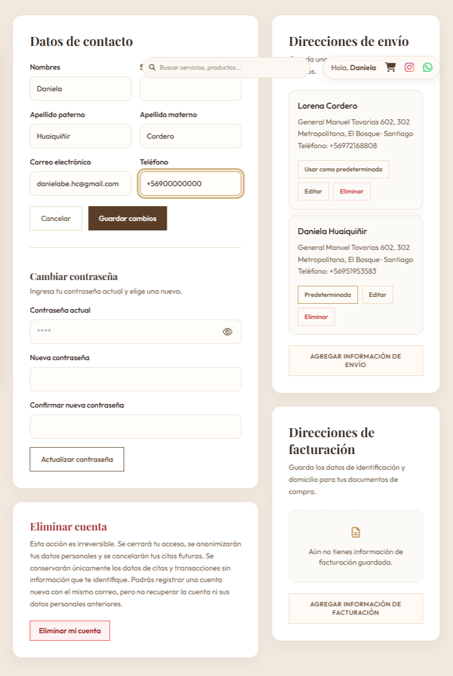 Datos de contacto
Nombres
Daniela
Buscar servicios, productos...
Apellido paterno
Apellido materno
Huaiquiñir
Cordero
Correo electrónico
Teléfono
danielabe.hc@gmail.com
+56900000000
Cancelar
Guardar cambios
Cambiar contraseña
Ingresa tu contraseña actual y elige una nueva.
Contraseña actual
Nueva contraseña
Confirmar nueva contraseña
Actualizar contraseña
Eliminar cuenta
Esta acción es irreversible. Se cerrará tu acceso, se anonimizarán
tus datos personales y se cancelarán tus citas futuras. Se
conservarán únicamente los datos de citas y transacciones sin
información que te identifique. Podrás registrar una cuenta
nueva con el mismo correo, pero no recuperar la cuenta ni sus
datos personales anteriores.
Eliminar mi cuenta
Direcciones de envío
Hola, Daniela
Lorena Cordero
General Manuel Tovarias 602, 302
Metropolitana, El Bosque· Santiago
Teléfono: +56972168808
Usar como predeterminada
Editar
Eliminar
Daniela Huaiquiñir
General Manuel Tovarias 602, 302
Metropolitana, El Bosque· Santiago
Teléfono: +56951953583
Predeterminada
Editar
Eliminar
AGREGAR INFORMACIÓN DE
ENVÍO
Direcciones de
facturación
Guarda los datos de identificación y
domicilio para tus documentos de
compra.
Aún no tienes información de
facturación guardada.
AGREGAR INFORMACIÓN DE
FACTURACIÓN